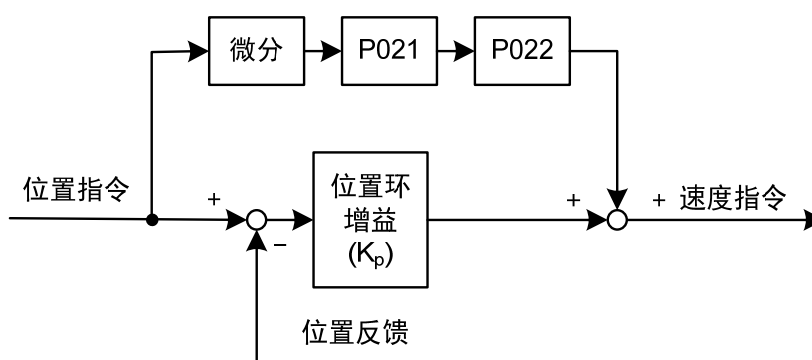 微分
P021
P022
位置指令
+
−
位置环
增益
(Kp)
+
+
速度指令
位置反馈